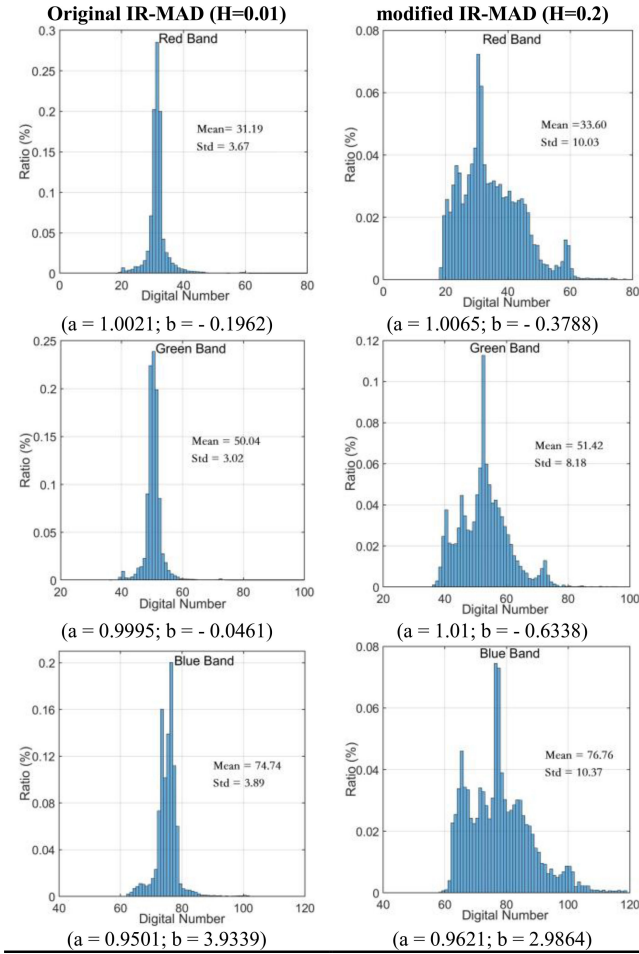 Original IR-MAD (H=0.01)
modified IR-MAD (H=0.2)
Red Band
Ratio (%)
0.3
0.25
0.2
0.15
0.1
0.05
0
Mean= 31.19
Std = 3.67
0 20 40 60 80
Digital Number
(a = 1.0021; b = - 0.1962)
Red Band
Ratio (%)
0.08
0.06
0.04
0.02
0
Mean =33.60
Std = 10.03
0 20 40 60 80
Digital Number
(a = 1.0065; b = - 0.3788)
Green Band
Ratio (%)
0.25
0.2
0.15
0.1
0.05
0
Mean = 50.04
Std = 3.02
20 40 60 80 100
Digital Number
(a = 0.9995; b = - 0.0461)
Green Band
Ratio (%)
0.12
0.1
0.08
0.06
0.04
0.02
0
Mean = 51.42
Std = 8.18
20 40 60 80 100
Digital Number
(a = 1.01; b = - 0.6338)
Blue Band
Ratio (%)
0.2
0.16
0.12
0.08
0.04
0
Mean = 74.74
Std = 3.89
40 60 80 100 120
Digital Number
(a = 0.9501; b = 3.9339)
Blue Band
Ratio (%)
0.08
0.06
0.04
0.02
0
Mean = 76.76
Std = 10.37
40 60 80 100 120
Digital Number
(a = 0.9621; b = 2.9864)